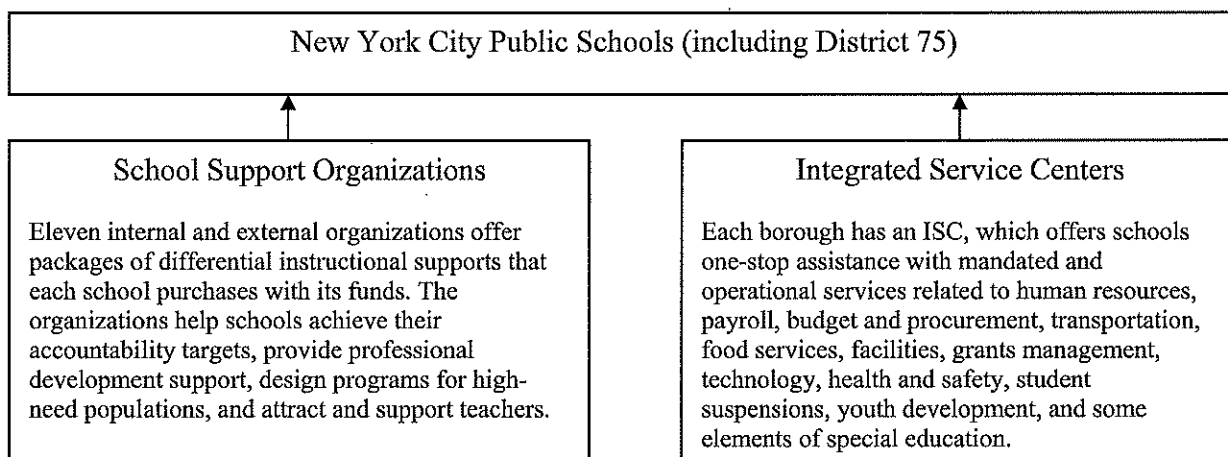 New York City Public Schools (including District 75)
School Support Organizations
Eleven internal and external organizations offer
packages of differential instructional supports that
each school purchases with its funds. The
organizations help schools achieve their
accountability targets, provide professional
development support, design programs for high-
need populations, and attract and support teachers.
Integrated Service Centers
Each borough has an ISC, which offers schools
one-stop assistance with mandated and
operational services related to human resources,
payroll, budget and procurement, transportation,
food services, facilities, grants management,
technology, health and safety, student
suspensions, youth development, and some
elements of special education.